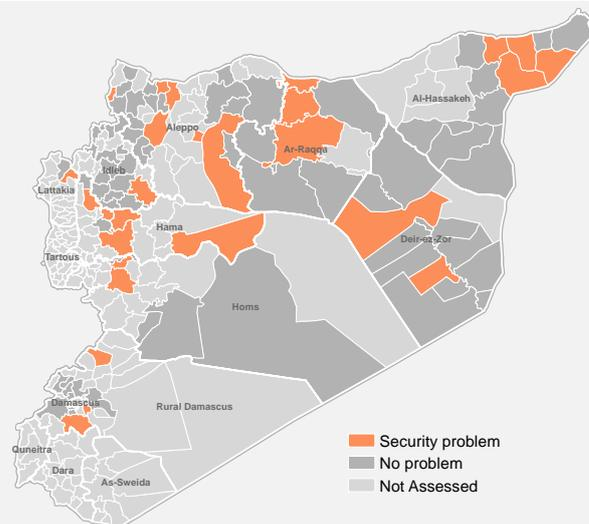 Al-Hassakeh
Aleppo
Ar-Raqqa
Idleb
Lattakia
Hama
Deir-ez-Zor
Tartous
Homs
Damascus
Rural Damascus
Security problem
Quneitra
No problem
Dara
As-Sweida
Not Assessed